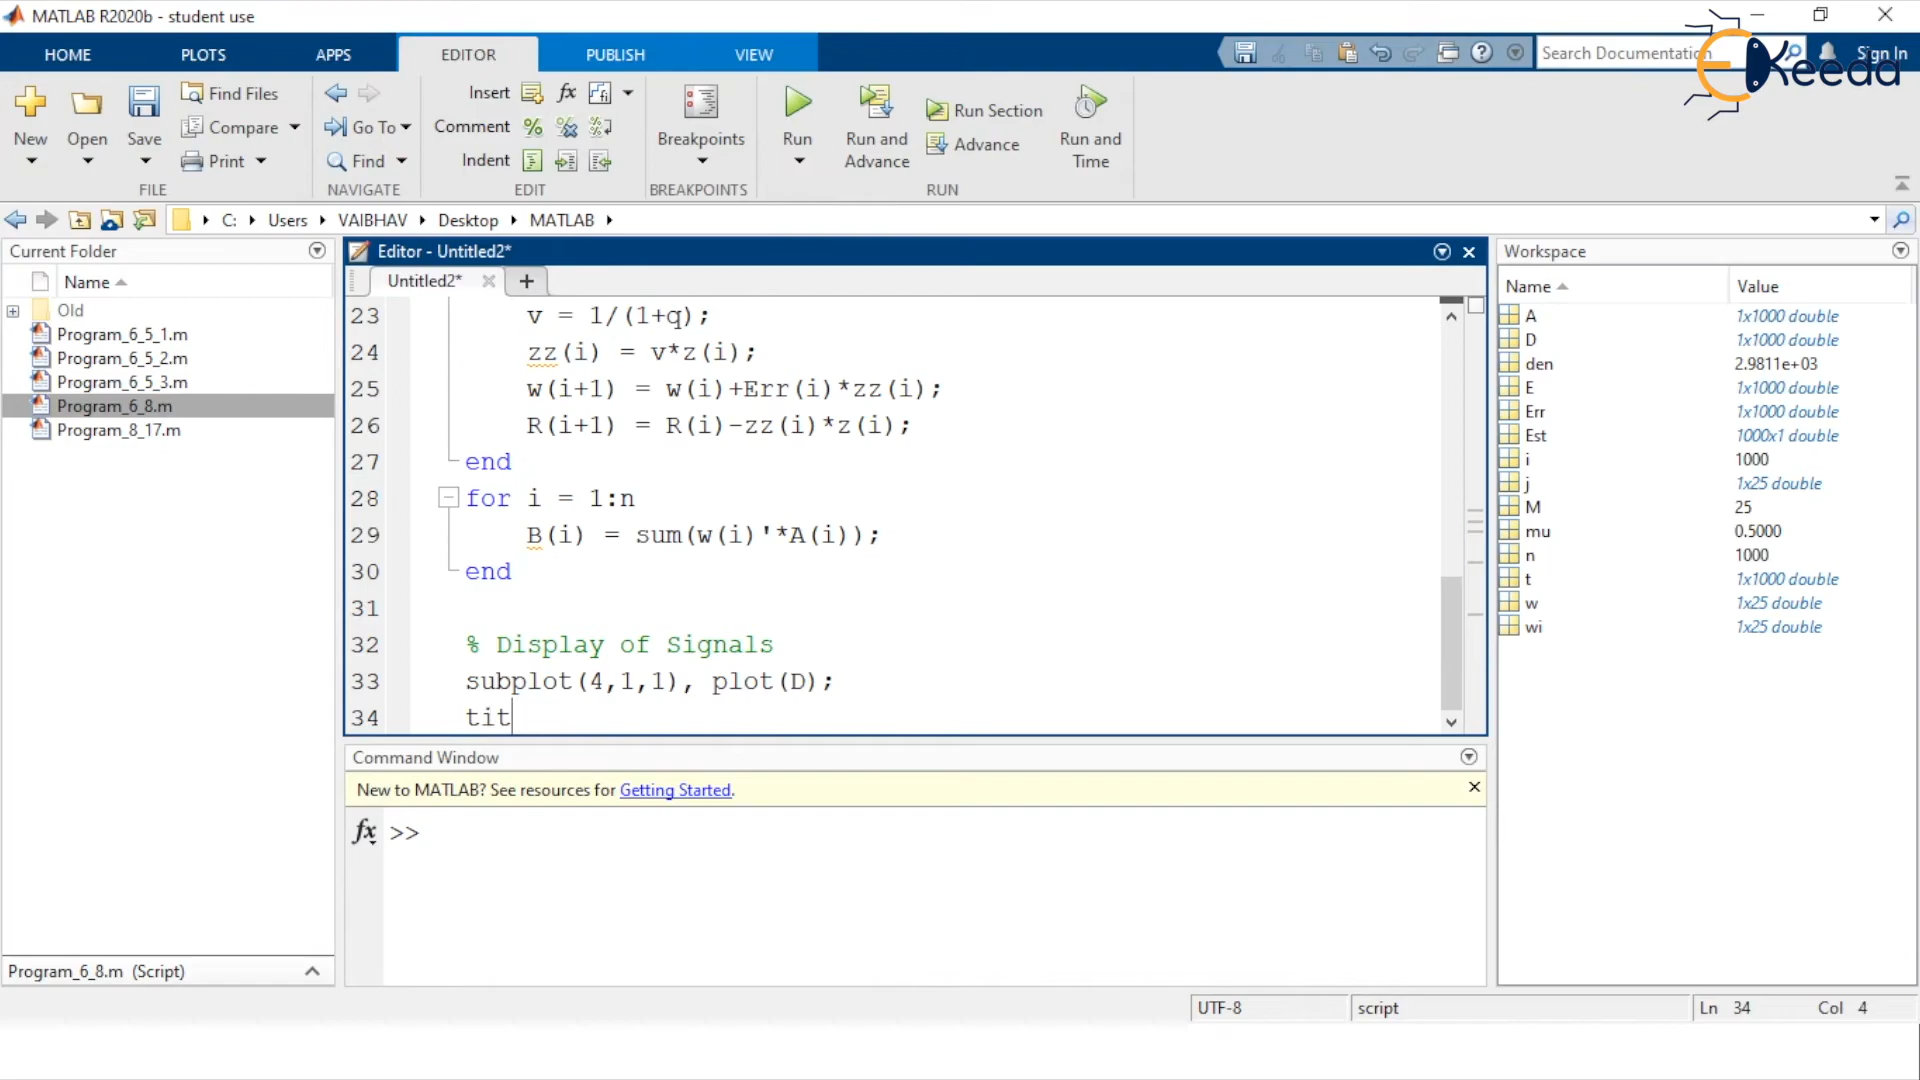 MATLAB R2020b - student use
HOME PLOTS APPS EDITOR PUBLISH VIEW Search Documentation Sign In
EKeeda
New Open Save Find Files Compare Print FILE
Go To Find NAVIGATE
Insert fx Comment Indent EDIT
Breakpoints BREAKPOINTS
Run Run and Advance Run Section Advance Run and Time RUN
C: Users VAIBHAV Desktop MATLAB
Current Folder
Name
Old
Program_6_5_1.m
Program_6_5_2.m
Program_6_5_3.m
Program_6_8.m
Program_8_17.m
Program_6_8.m (Script)
Editor - Untitled2*
Untitled2* +
23 v = 1/(1+q);
24 zz(i) = v*z(i);
25 w(i+1) = w(i)+Err(i)*zz(i);
26 R(i+1) = R(i)-zz(i)*z(i);
27 end
28 for i = 1:n
29 B(i) = sum(w(i)'*A(i));
30 end
31
32 % Display of Signals
33 subplot(4,1,1), plot(D);
34 tit
Command Window
New to MATLAB? See resources for Getting Started.
fx >>
Workspace
Name Value
A 1x1000 double
D 1x1000 double
den 2.9811e+03
E 1x1000 double
Err 1x1000 double
Est 1000x1 double
i 1000
j 1x25 double
M 25
mu 0.5000
n 1000
t 1x1000 double
w 1x25 double
wi 1x25 double
UTF-8 script Ln 34 Col 4